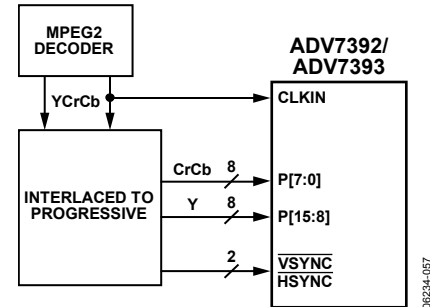 MPEG2
DECODER
YCrCb
INTERLACED TO
PROGRESSIVE
CrCb
8
Y
8
2
ADV7392/
ADV7393
CLKIN
P[7:0]
P[15:8]
VSYNC
HSYNC
06234-057